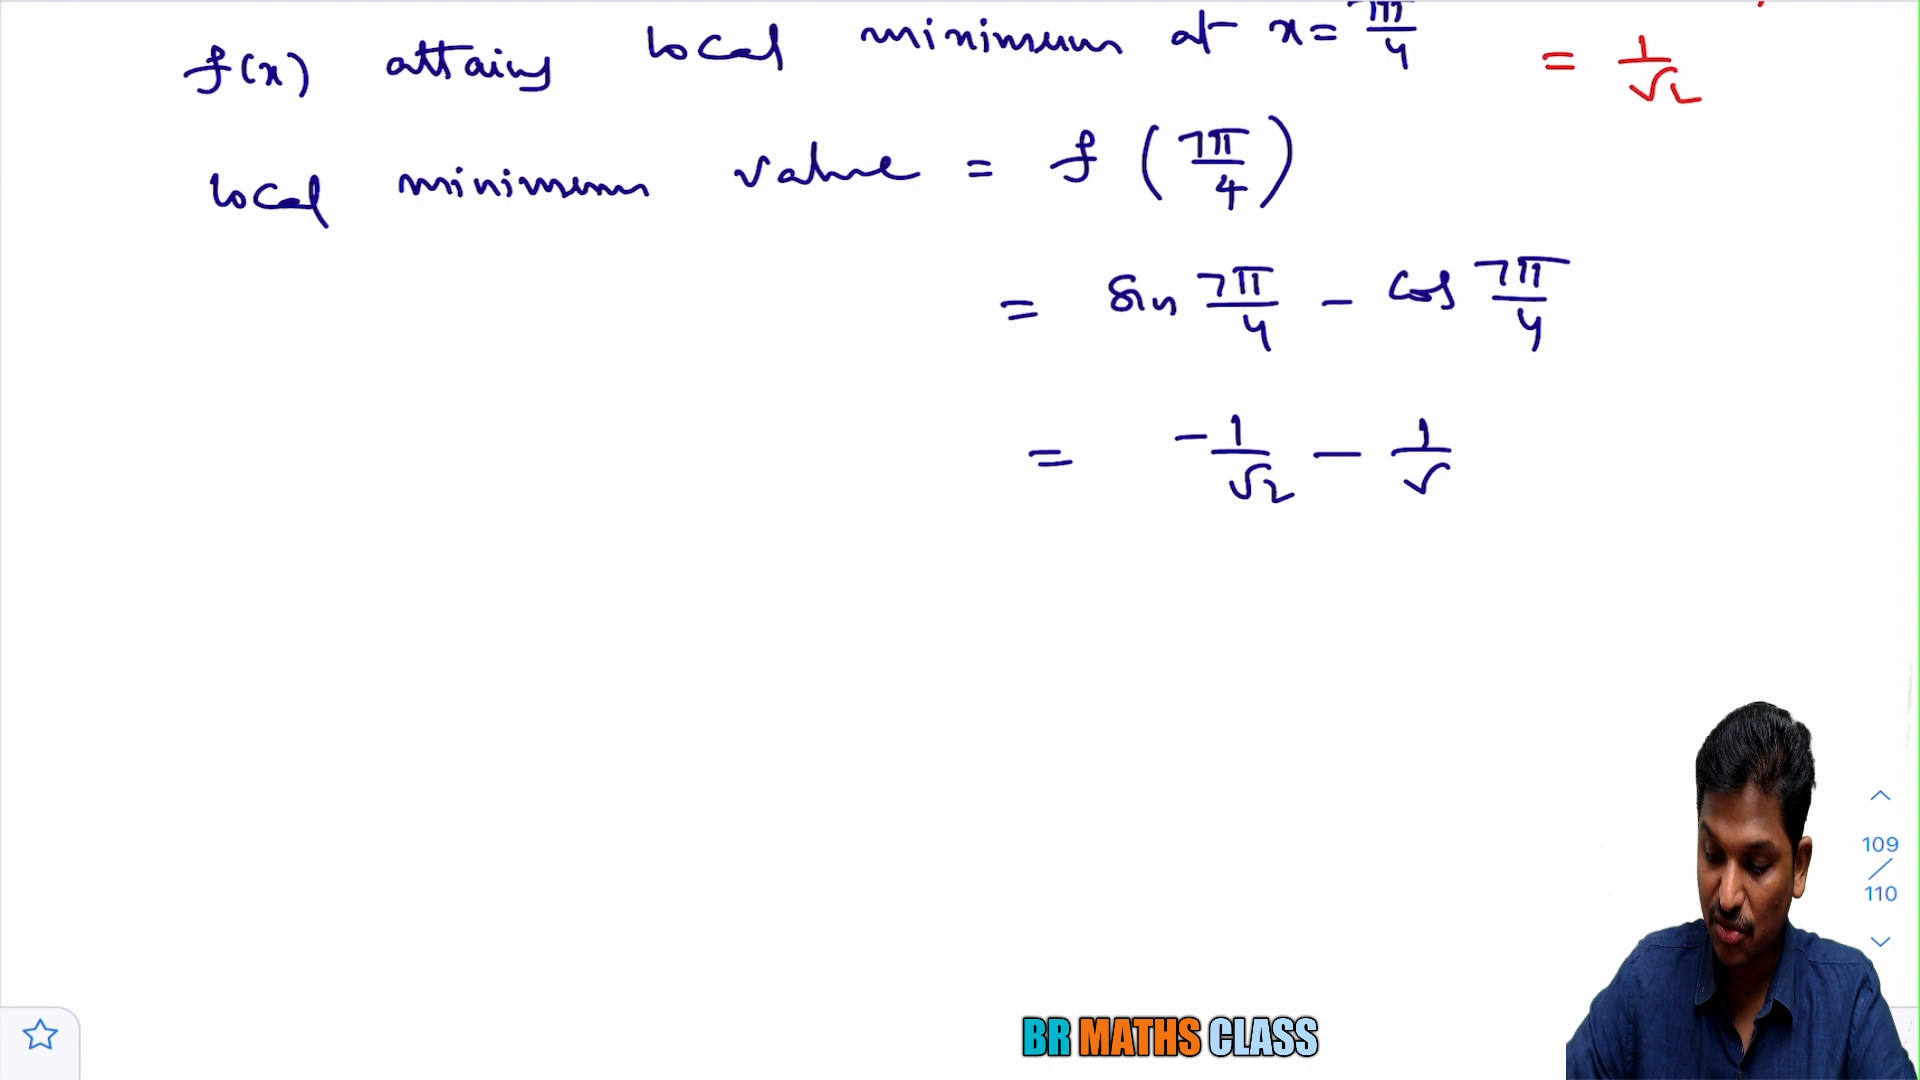 f(x) attains local minimum at x = 7π/4
= 1/√2
local minimum value = f (7π/4)
= Sin 7π/4 - Cos 7π/4
= -1/√2 - 1/√
109
/
110
BR MATHS CLASS